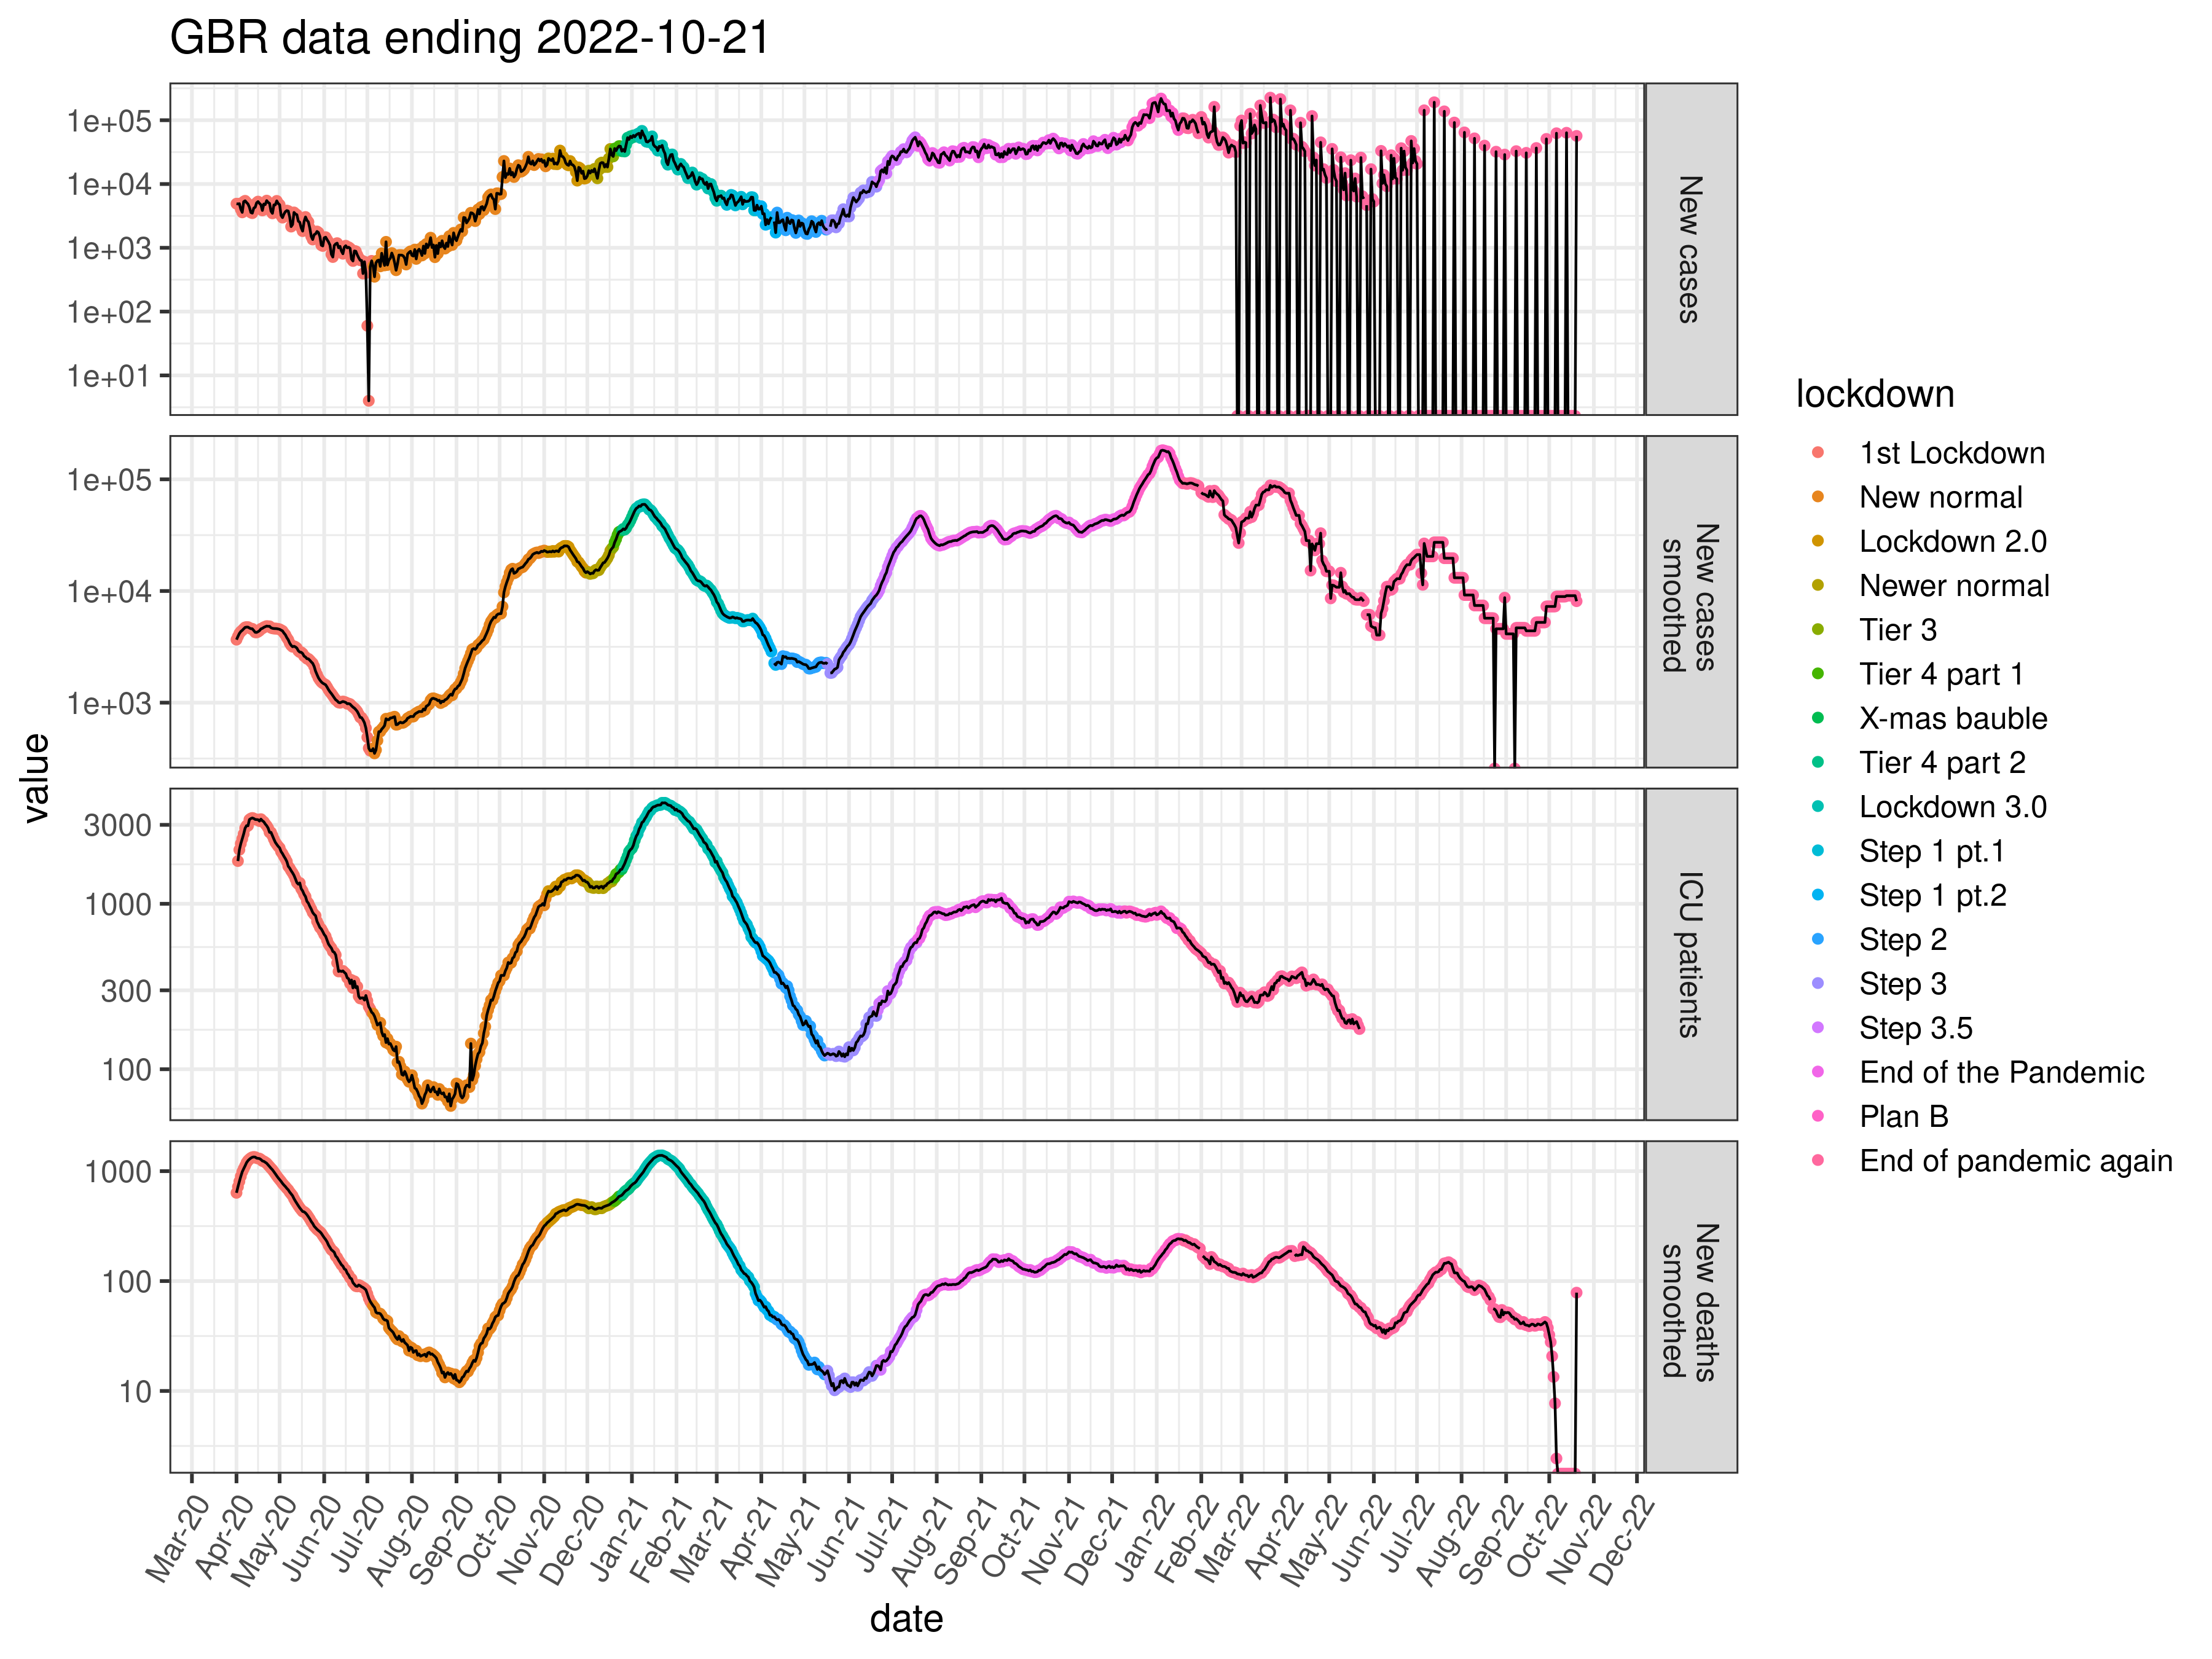 GBR data ending 2022-10-21
1e+05
1e+04
1e+03
1e+02
1e+01
New cases
1e+05
1e+04
1e+03
New cases
smoothed
3000
1000
300
100
ICU patients
1000
100
10
New deaths
smoothed
value
Mar-20
Apr-20
May-20
Jun-20
Jul-20
Aug-20
Sep-20
Oct-20
Nov-20
Dec-20
Jan-21
Feb-21
Mar-21
Apr-21
May-21
Jun-21
Jul-21
Aug-21
Sep-21
Oct-21
Nov-21
Dec-21
Jan-22
Feb-22
Mar-22
Apr-22
May-22
Jun-22
Jul-22
Aug-22
Sep-22
Oct-22
Nov-22
Dec-22
date
lockdown
1st Lockdown
New normal
Lockdown 2.0
Newer normal
Tier 3
Tier 4 part 1
X-mas bauble
Tier 4 part 2
Lockdown 3.0
Step 1 pt.1
Step 1 pt.2
Step 2
Step 3
Step 3.5
End of the Pandemic
Plan B
End of pandemic again